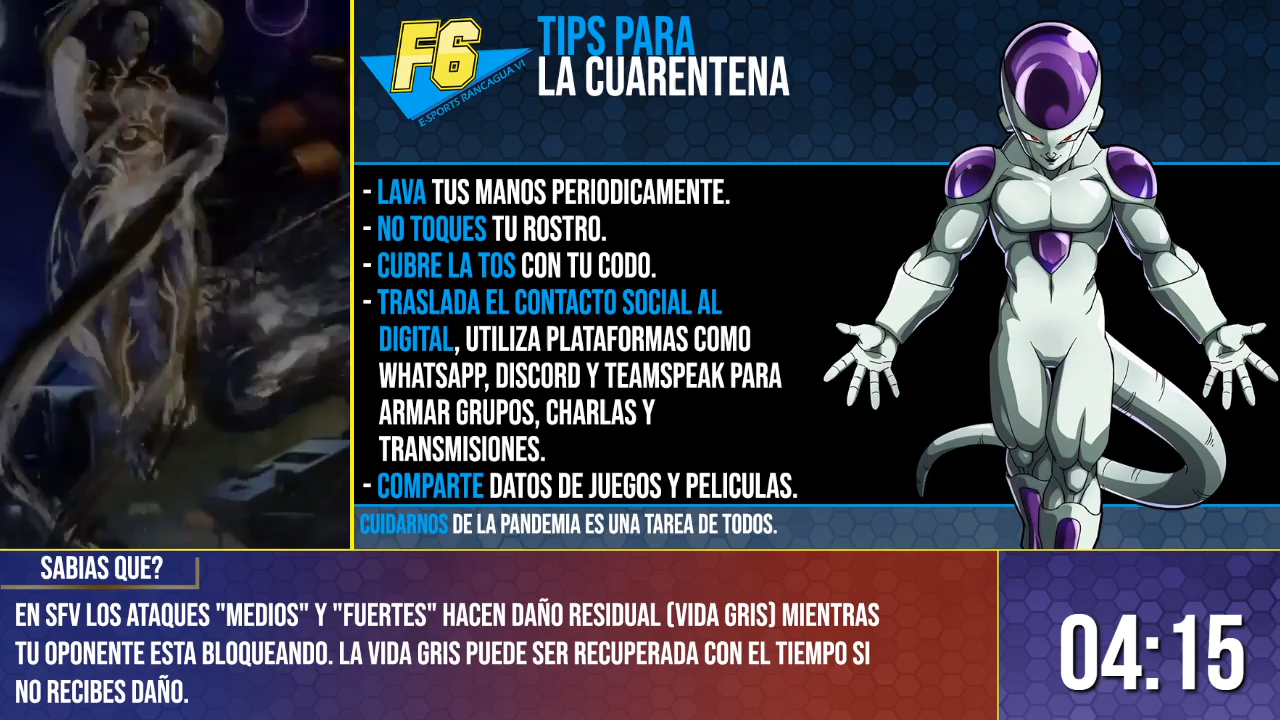 F6
E-SPORTS RANCAGUA VI
TIPS PARA
LA CUARENTENA
- LAVA TUS MANOS PERIODICAMENTE.
- NO TOQUES TU ROSTRO.
- CUBRE LA TOS CON TU CODO.
- TRASLADA EL CONTACTO SOCIAL AL
DIGITAL, UTILIZA PLATAFORMAS COMO
WHATSAPP, DISCORD Y TEAMSPEAK PARA
ARMAR GRUPOS, CHARLAS Y
TRANSMISIONES.
- COMPARTE DATOS DE JUEGOS Y PELICULAS.
CUIDARNOS DE LA PANDEMIA ES UNA TAREA DE TODOS.
SABIAS QUE?
EN SFV LOS ATAQUES "MEDIOS" Y "FUERTES" HACEN DAÑO RESIDUAL (VIDA GRIS) MIENTRAS
TU OPONENTE ESTA BLOQUEANDO. LA VIDA GRIS PUEDE SER RECUPERADA CON EL TIEMPO SI
NO RECIBES DAÑO.
04:15